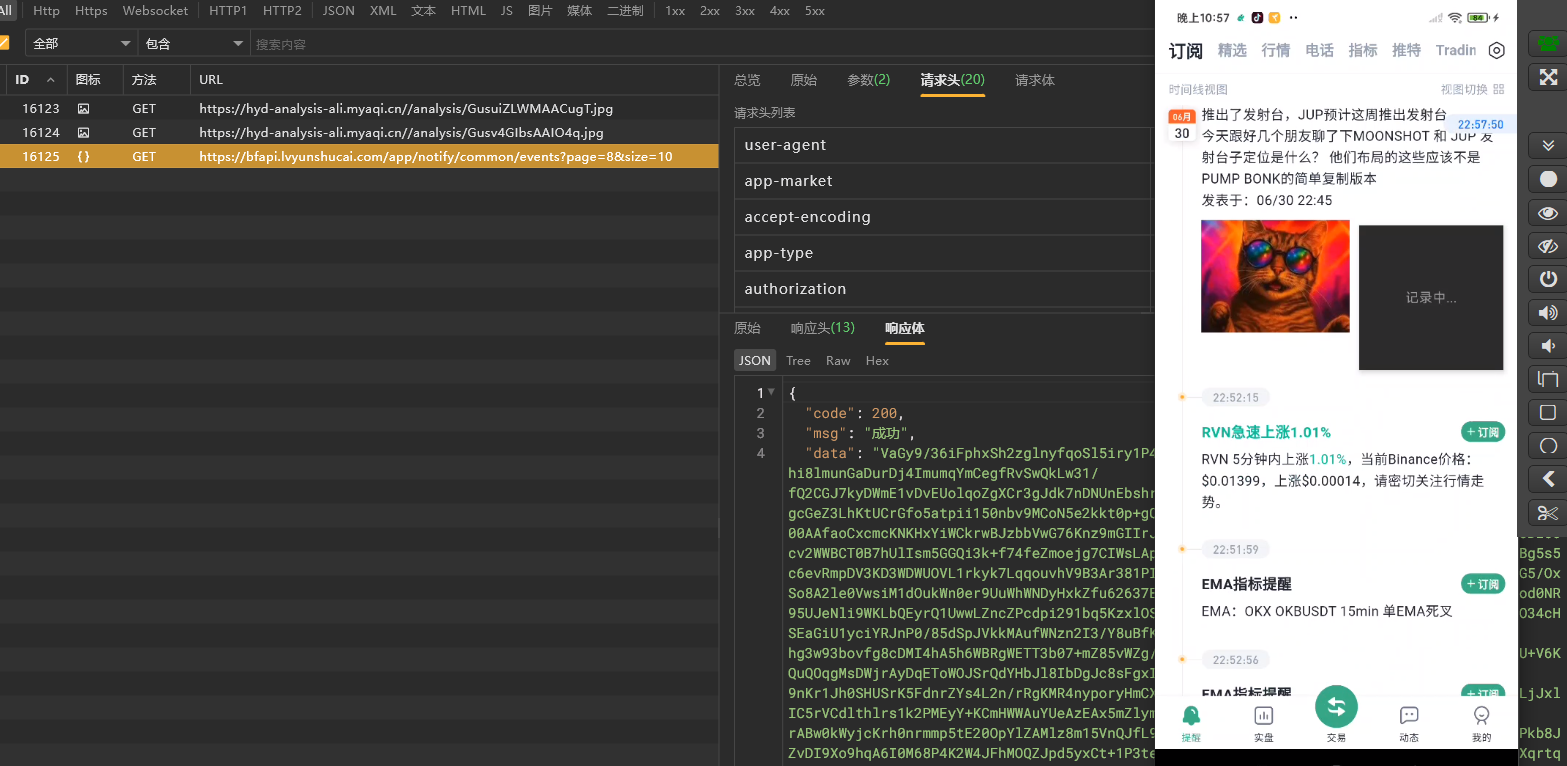 All Http Https Websocket HTTP1 HTTP2 JSON XML 文本 HTML JS 图片 媒体 二进制 1xx 2xx 3xx 4xx 5xx
全部 包含 搜索内容
ID 图标 方法 URL
16123 GET https://hyd-analysis-ali.myaqi.cn//analysis/GusuiZLWMAACugT.jpg
16124 GET https://hyd-analysis-ali.myaqi.cn//analysis/Gusv4GIbsAAIO4q.jpg
16125 {} GET https://bfapi.lvyunshucai.com/app/notify/common/events?page=8&size=10
总览 原始 参数(2) 请求头(20) 请求体
请求头列表
user-agent
app-market
accept-encoding
app-type
authorization
原始 响应头(13) 响应体
JSON Tree Raw Hex
1 {
2 "code": 200,
3 "msg": "成功",
4 "data": "VaGy9/36iFphxSh2zglnyfqoSl5iry1P4
hi8lmunGaDurDj4ImumqYmCegfRvSwQkLw31/
fQ2CGJ7kyDWmE1vDvEUolqoZgXCr3gJdk7nDNUnEbshr
gcGeZ3LhKtUCrGfo5atpii150nbv9MCoN5e2kkt0p+g
00AAfaoCxcmcKNKHxYiWCkrwBJzbbVwG76Knz9mGIIrJ
cv2WWBCT0B7hUlIsm5GGQi3k+f74feZmoejg7CIWsLAp Bg5s5
c6evRmpDV3KD3WDWUOVL1rkyk7LqqouvhV9B3Ar381PI G5/Ox
So8A2le0VwsiM1dOukWn0er9UuWhWNDyHxkZfu62637E od0NR
95UJeNli9WKLbQEyrQ1UwwLZncZPcdpi291bq5KzxlOS O34cH
SEaGiU1yciYRJnP0/85dSpJVkkMAufWNzn2I3/Y8uBfK
hg3w93bovfg8cDMI4hA5h6WBRgWETT3b07+mZ85vWZg/ U+V6K
QuQOqgMsDWjrAyDqEToWOJSrQdYHbJl8IbDgJc8sFgxI
9nKr1Jh0SHUSrK5FdnrZYs4L2n/rRgKMR4nyporyHmCX LjJxl
IC5rVCdlthlrs1k2PMEyY+KCmHWWAuYUeAzEAx5mZlym
rABw0kWyjcKrh0nrmmp5tE20OpYlZAMlz8m15VnQJfL9 Pkb8J
ZvDI9Xo9hqA6I0M68P4K2W4JFhMOQZJpd5yxCt+1P3te Xqrtq
晚上10:57 84
订阅 精选 行情 电话 指标 推特 Tradin
时间线视图 视图切换
06月
30
推出了发射台，JUP预计这周推出发射台
22:57:50
今天跟好几个朋友聊了下MOONSHOT 和 JUP 发
射台子定位是什么？ 他们布局的这些应该不是
PUMP BONK的简单复制版本
发表于：06/30 22:45
记录中...
22:52:15
RVN急速上涨1.01% +订阅
RVN 5分钟内上涨1.01%，当前Binance价格：
$0.01399，上涨$0.00014，请密切关注行情走
势。
22:51:59
EMA指标提醒 +订阅
EMA：OKX OKBUSDT 15min 单EMA死叉
22:52:56
EMA指标提醒 +订阅
提醒 实盘 交易 动态 我的